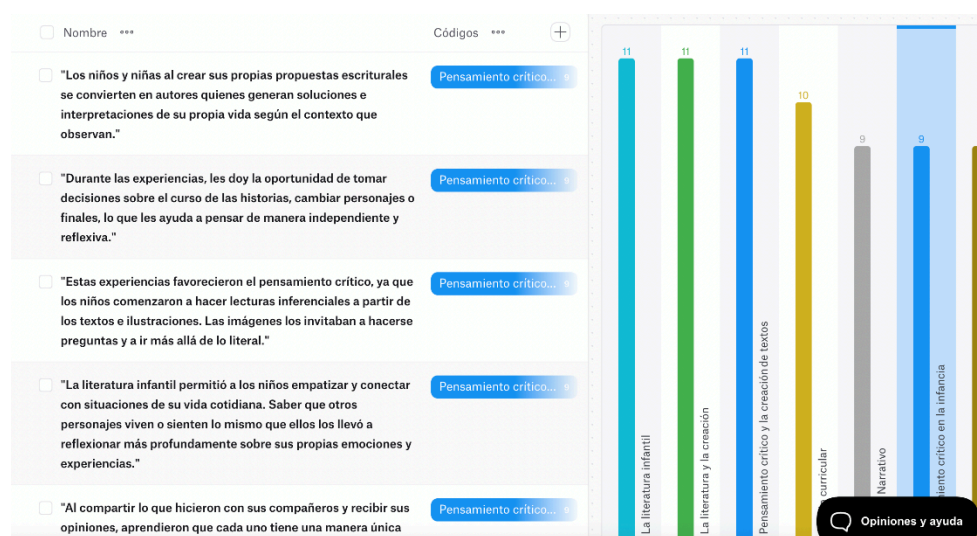 Nombre
Códigos
"Los niños y niñas al crear sus propias propuestas escriturales
se convierten en autores quienes generan soluciones e
interpretaciones de su propia vida según el contexto que
observan."
Pensamiento crítico... 9
"Durante las experiencias, les doy la oportunidad de tomar
decisiones sobre el curso de las historias, cambiar personajes o
finales, lo que les ayuda a pensar de manera independiente y
reflexiva."
Pensamiento crítico... 9
"Estas experiencias favorecieron el pensamiento crítico, ya que
los niños comenzaron a hacer lecturas inferenciales a partir de
los textos e ilustraciones. Las imágenes los invitaban a hacerse
preguntas y a ir más allá de lo literal."
Pensamiento crítico... 9
"La literatura infantil permitió a los niños empatizar y conectar
con situaciones de su vida cotidiana. Saber que otros
personajes viven o sienten lo mismo que ellos los llevó a
reflexionar más profundamente sobre sus propias emociones y
experiencias."
Pensamiento crítico... 9
"Al compartir lo que hicieron con sus compañeros y recibir sus
opiniones, aprendieron que cada uno tiene una manera única
Pensamiento crítico... 9
11
11
11
10
9
9
La literatura infantil
La literatura y la creación
Pensamiento crítico y la creación de textos
curricular
Narrativo
crítico en la infancia
Opiniones y ayuda